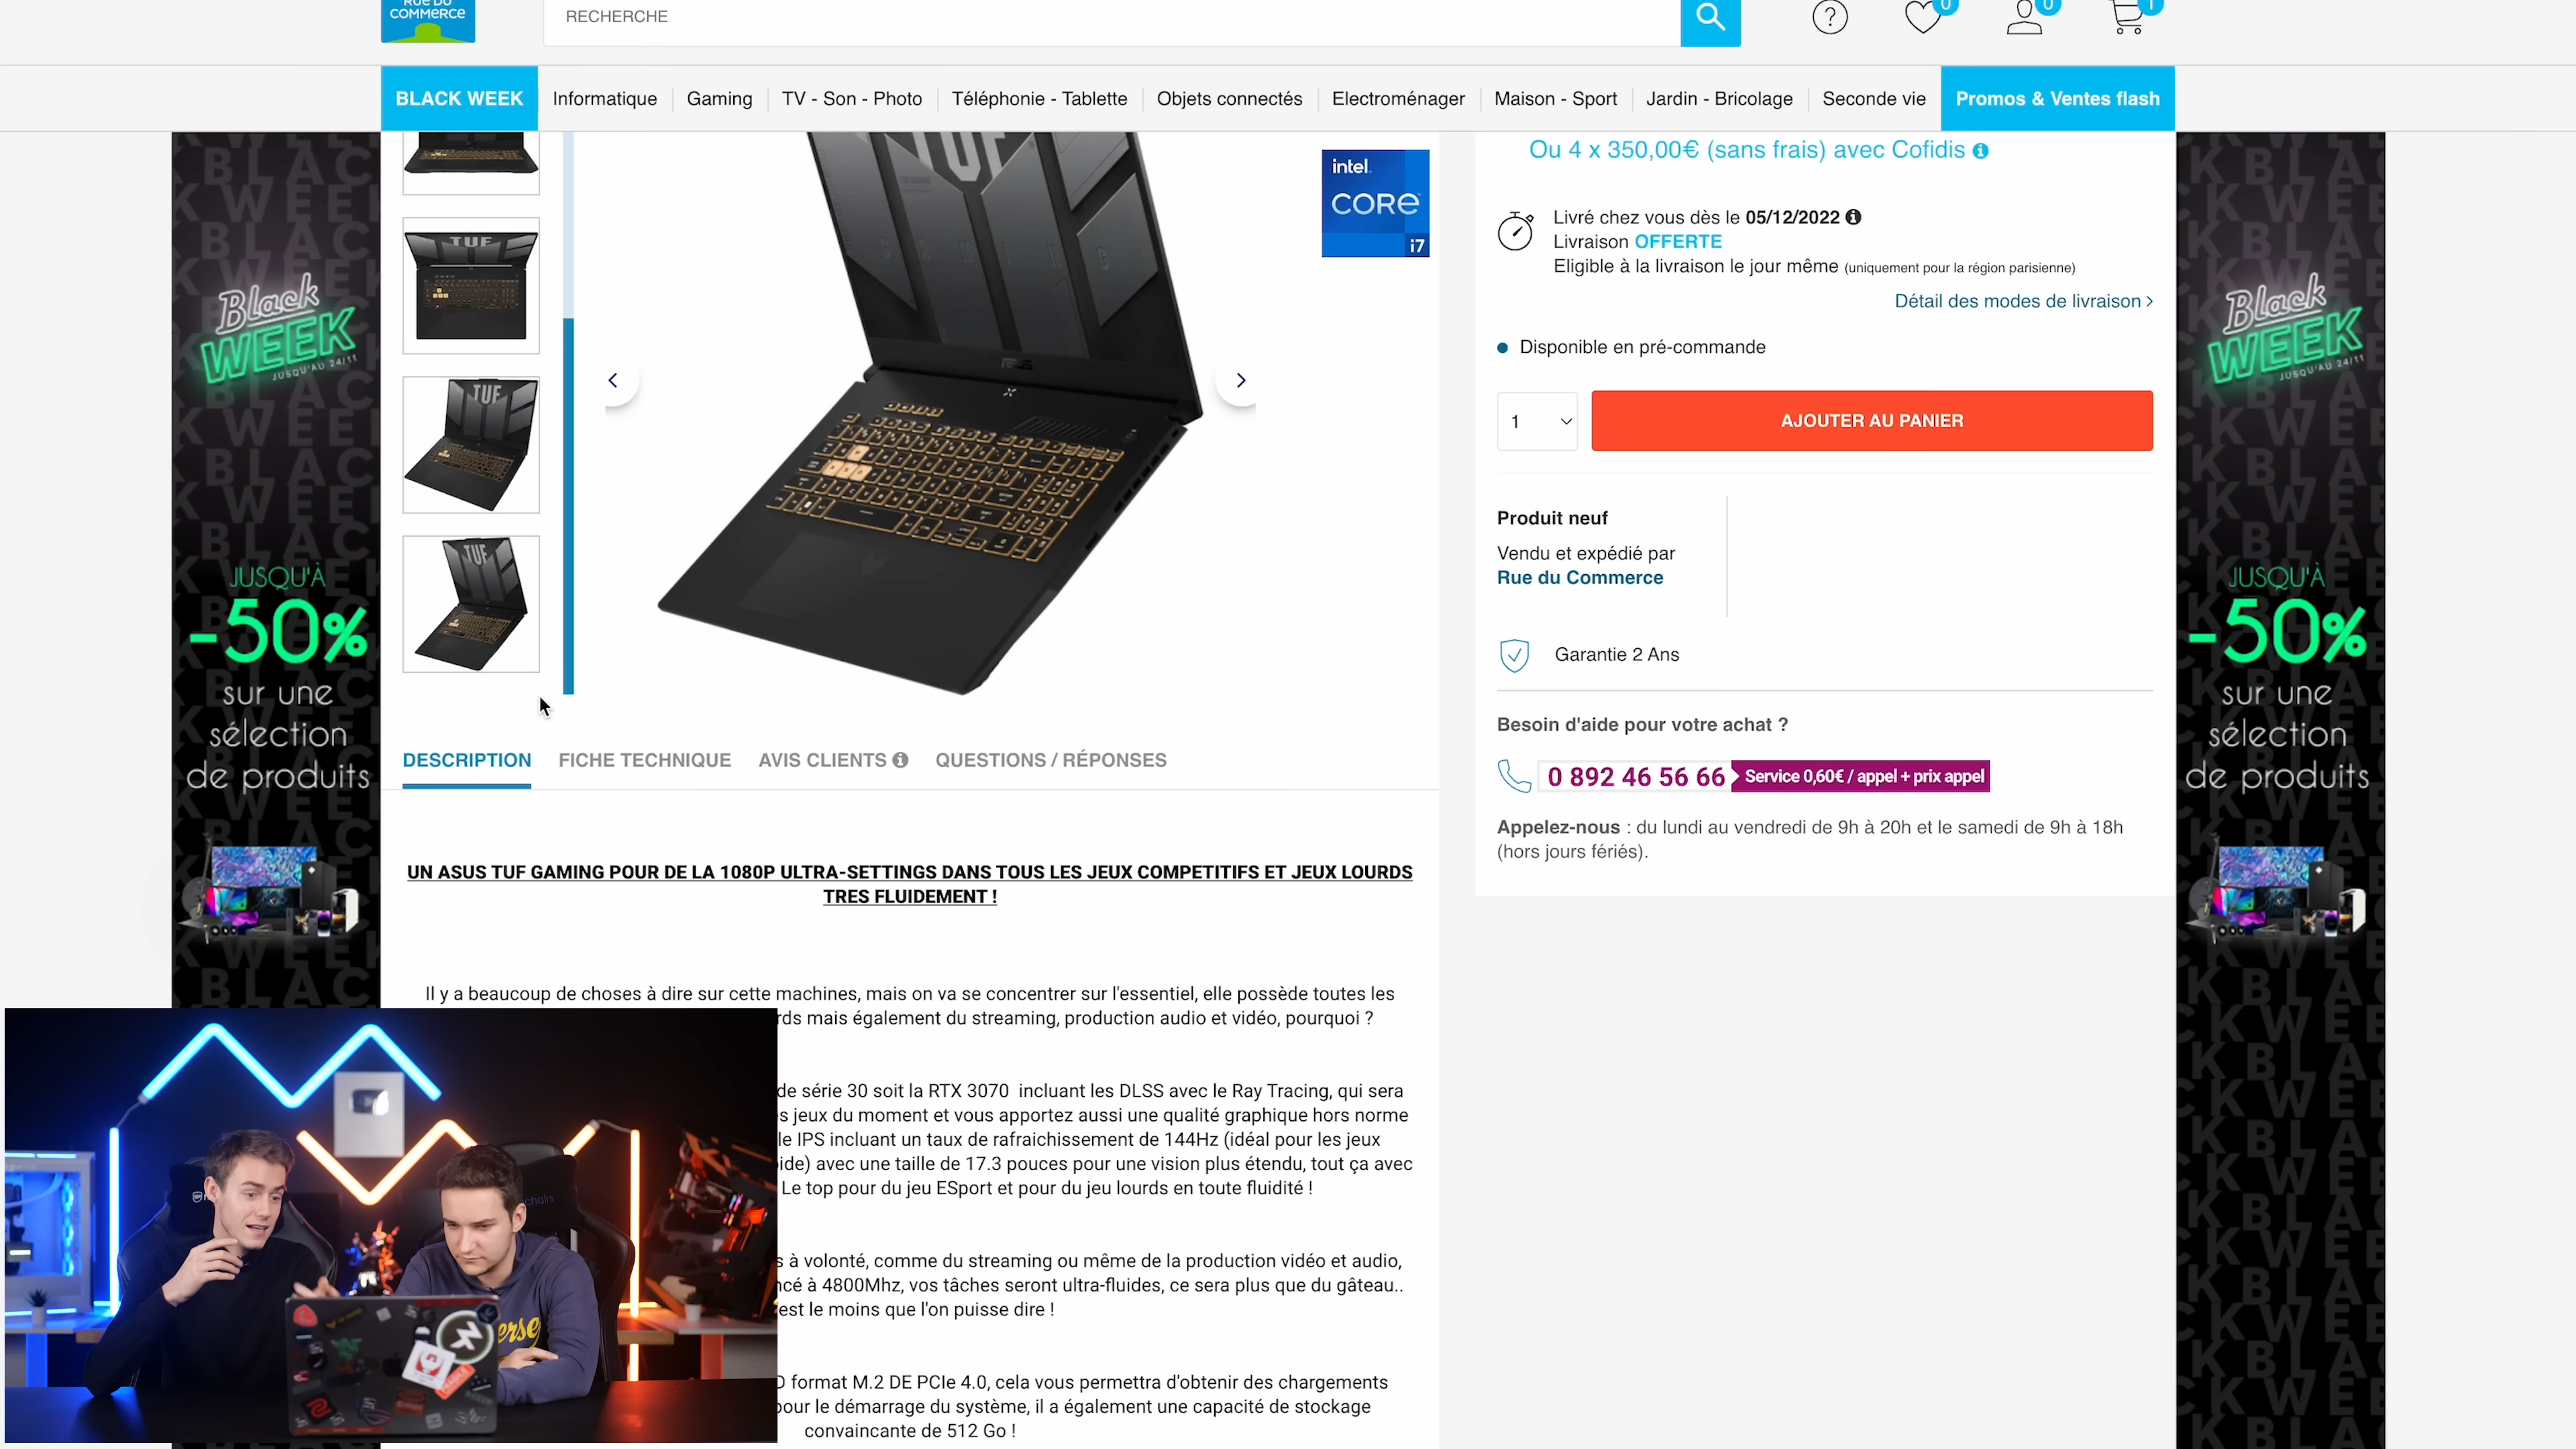 RUE DU
COMMERCE
RECHERCHE
?
0
0
1
BLACK WEEK
Informatique
Gaming
TV - Son - Photo
Téléphonie - Tablette
Objets connectés
Electroménager
Maison - Sport
Jardin - Bricolage
Seconde vie
Promos & Ventes flash
Black
WEEK
JUSQU'AU 24/11
JUSQU'À
-50%
sur une
sélection
de produits
TUF
TUF
TUF
TUF
intel.
CORE
i7
Ou 4 x 350,00€ (sans frais) avec Cofidis
Livré chez vous dès le 05/12/2022
Livraison OFFERTE
Eligible à la livraison le jour même (uniquement pour la région parisienne)
Détail des modes de livraison >
Disponible en pré-commande
1
AJOUTER AU PANIER
Produit neuf
Vendu et expédié par
Rue du Commerce
Garantie 2 Ans
Besoin d'aide pour votre achat ?
0 892 46 56 66 Service 0,60€ / appel + prix appel
Appelez-nous : du lundi au vendredi de 9h à 20h et le samedi de 9h à 18h
(hors jours fériés).
Black
WEEK
JUSQU'AU 24/11
JUSQU'À
-50%
sur une
sélection
de produits
DESCRIPTION
FICHE TECHNIQUE
AVIS CLIENTS
QUESTIONS / RÉPONSES
UN ASUS TUF GAMING POUR DE LA 1080P ULTRA-SETTINGS DANS TOUS LES JEUX COMPETITIFS ET JEUX LOURDS
TRES FLUIDEMENT !
Il y a beaucoup de choses à dire sur cette machines, mais on va se concentrer sur l'essentiel, elle possède toutes les
rds mais également du streaming, production audio et vidéo, pourquoi ?
de série 30 soit la RTX 3070 incluant les DLSS avec le Ray Tracing, qui sera
s jeux du moment et vous apportez aussi une qualité graphique hors norme
le IPS incluant un taux de rafraichissement de 144Hz (idéal pour les jeux
ide) avec une taille de 17.3 pouces pour une vision plus étendu, tout ça avec
Le top pour du jeu ESport et pour du jeu lourds en toute fluidité !
s à volonté, comme du streaming ou même de la production vidéo et audio,
ncé à 4800Mhz, vos tâches seront ultra-fluides, ce sera plus que du gâteau..
est le moins que l'on puisse dire !
D format M.2 DE PCIe 4.0, cela vous permettra d'obtenir des chargements
pour le démarrage du système, il a également une capacité de stockage
convaincante de 512 Go !